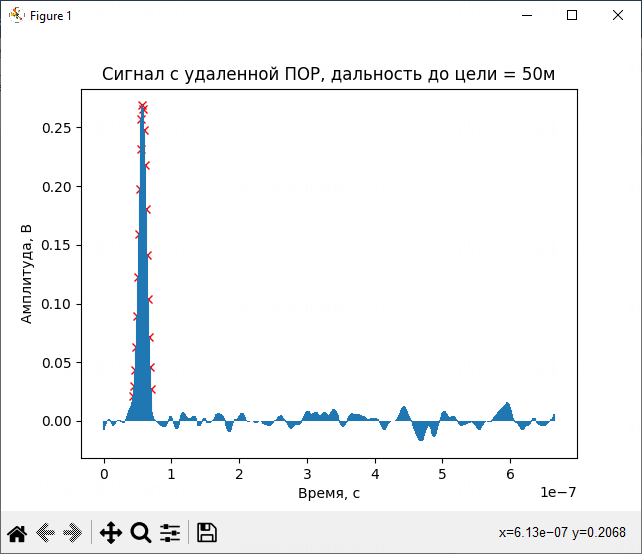 Figure 1
Сигнал с удаленной ПОР, дальность до цели = 50м
Амплитуда, В
0.25
0.20
0.15
0.10
0.05
0.00
0 1 2 3 4 5 6
1e−7
Время, с
x=6.13e−07 y=0.2068